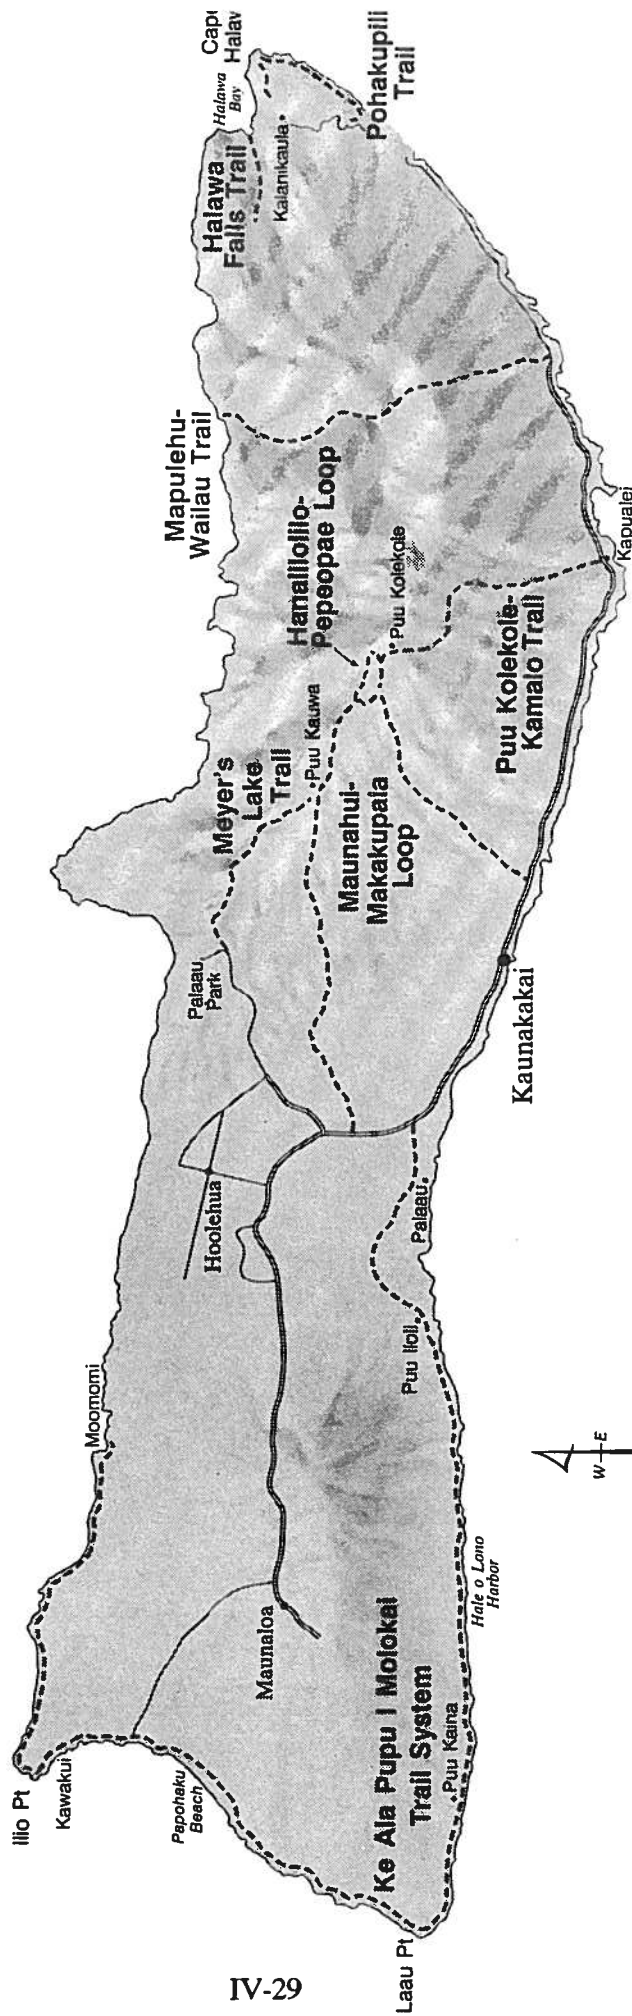 Ilio Pt
Kawakui
Papohaku
Beach
Laau Pt
Moomomi
Maunaloa
Ke Ala Pupu I Molokai
Trail System
Puu Kaina
Hale o Lono
Harbor
Hoolehua
Puu Iloli
Palaau
Palaau
Park
Kaunakakai
Meyer's
Lake
Trail
Puu Kauwa
Maunahui-
Makakupaia
Loop
Mapulehu-
Wailau Trail
Hanalilolilo-
Pepeopae Loop
Puu Kolekole
Puu Kolekole-
Kamalo Trail
Kapualei
Halawa
Falls Trail
Halawa
Bay
Kalanikaula
Pohakupili
Trail
W
E
IV-29